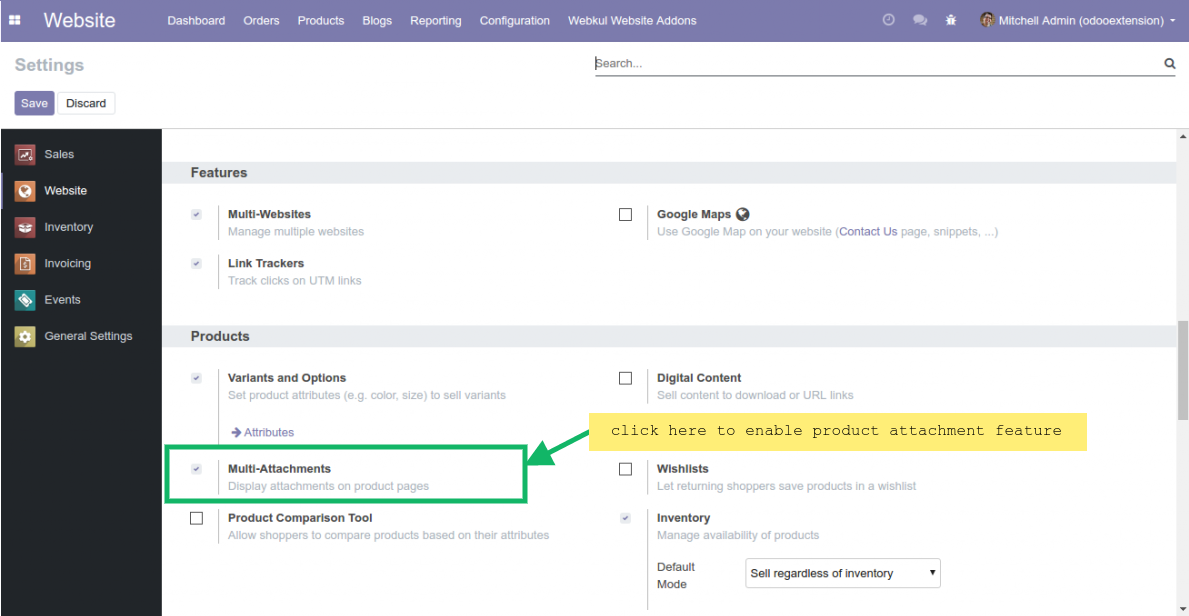 Website Dashboard Orders Products Blogs Reporting Configuration Webkul Website Addons Mitchell Admin (odooextension)
Settings
Search...
Save Discard
Sales
Website
Inventory
Invoicing
Events
General Settings
Features
Multi-Websites
Manage multiple websites
Google Maps
Use Google Map on your website (Contact Us page, snippets, ...)
Link Trackers
Track clicks on UTM links
Products
Variants and Options
Set product attributes (e.g. color, size) to sell variants
Attributes
Digital Content
Sell content to download or URL links
click here to enable product attachment feature
Multi-Attachments
Display attachments on product pages
Wishlists
Let returning shoppers save products in a wishlist
Product Comparison Tool
Allow shoppers to compare products based on their attributes
Inventory
Manage availability of products
Default
Mode
Sell regardless of inventory